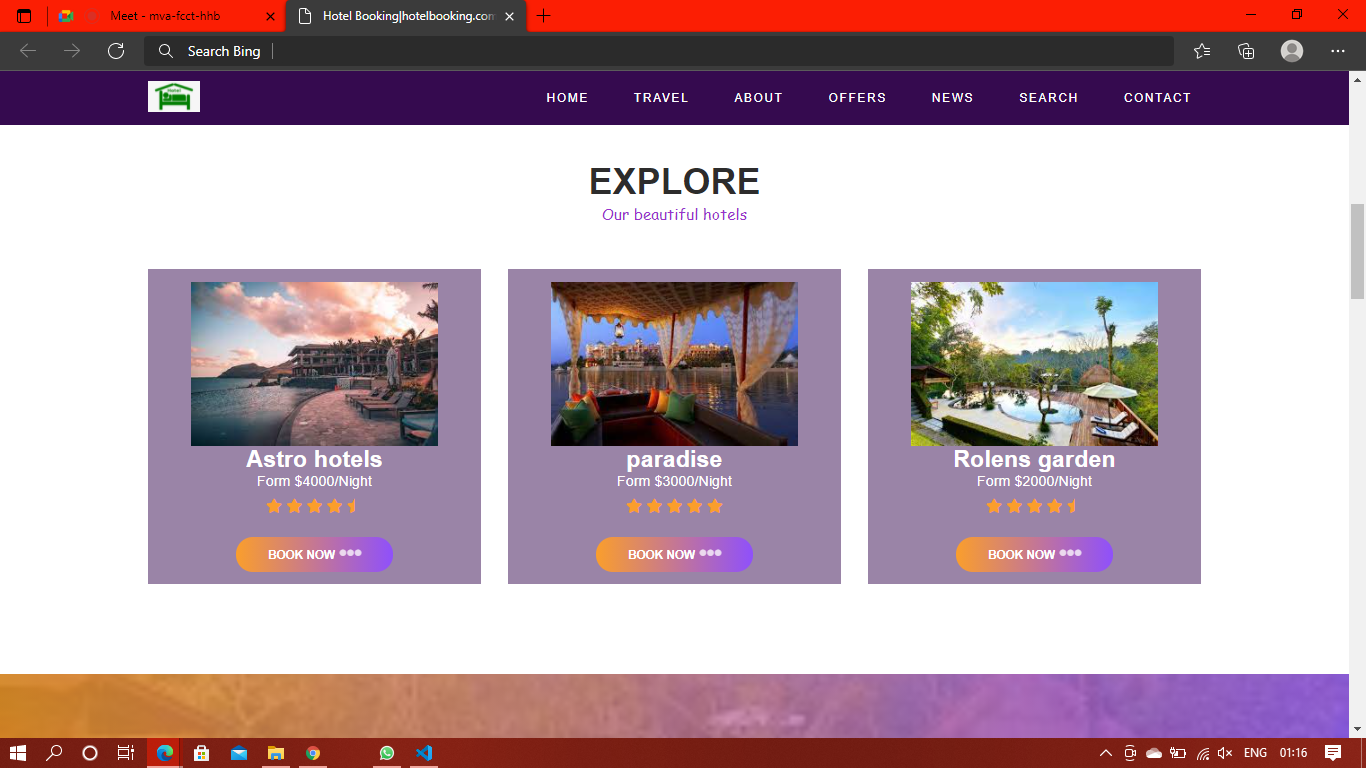 Meet - mva-fcct-hhb
Hotel Booking|hotelbooking.com
Search Bing
HOME TRAVEL ABOUT OFFERS NEWS SEARCH CONTACT
EXPLORE
Our beautiful hotels
Astro hotels
Form $4000/Night
BOOK NOW
paradise
Form $3000/Night
BOOK NOW
Rolens garden
Form $2000/Night
BOOK NOW
ENG
01:16